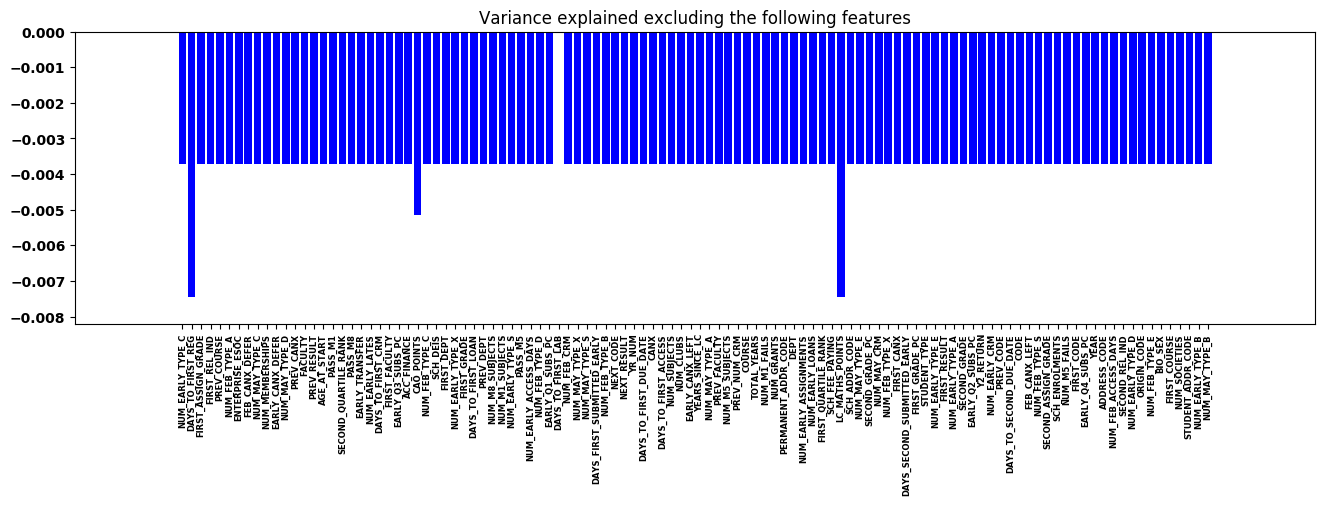 Variance explained excluding the following features
0.000
−0.001
−0.002
−0.003
−0.004
−0.005
−0.006
−0.007
−0.008
NUM_EARLY_TYPE_C
DAYS_TO_FIRST_REG
FIRST_ASSIGN_GRADE
FIRST_REL_IND
PREV_COURSE
NUM_FEB_TYPE_A
ENTERPRISE_ESOC
FEB_CANX_DEFER
NUM_MAY_TYPE_C
NUM_MEMBERSHIPS
EARLY_CANX_DEFER
NUM_MAY_TYPE_D
PREV_CANX
FACULTY
PREV_RESULT
AGE_AT_START
PASS_M1
SECOND_QUARTILE_RANK
PASS_M8
EARLY_TRANSFER
NUM_EARLY_LATES
DAYS_TO_FIRST_CRM
FIRST_FACULTY
EARLY_Q3_SUBS_PC
ACC_FINANCE
CAO_POINTS
NUM_FEB_TYPE_C
SCH_DEIS
FIRST_DEPT
NUM_EARLY_TYPE_X
FIRST_GRADE
DAYS_TO_FIRST_LOAN
PREV_DEPT
NUM_M8_SUBJECTS
NUM_M1_SUBJECTS
NUM_EARLY_TYPE_S
PASS_M5
NUM_EARLY_ACCESS_DAYS
NUM_FEB_TYPE_D
EARLY_Q1_SUBS_PC
DAYS_TO_FIRST_LAB
NUM_FEB_CRM
NUM_MAY_TYPE_X
NUM_MAY_TYPE_S
DAYS_FIRST_SUBMITTED_EARLY
NUM_FEB_TYPE_B
NEXT_CODE
NEXT_RESULT
YR_NUM
DAYS_TO_FIRST_DUE_DATE
CANX
DAYS_TO_FIRST_ACCESS
NUM_SUBJECTS
NUM_CLUBS
EARLY_CANX_LEFT
YEARS_SINCE_LC
NUM_MAY_TYPE_A
PREV_FACULTY
NUM_M5_SUBJECTS
PREV_NUM_CRM
COURSE
TOTALYEARS
NUM_M1_FAILS
NUM_GRANTS
PERMANENT_ADDR_CODE
DEPT
NUM_EARLY_ASSIGNMENTS
NUM_EARLY_LOANS
FIRST_QUARTILE_RANK
SCH_FEE_PAYING
LC_MATHS_POINTS
SCH_ADDR_CODE
NUM_MAY_TYPE_E
SECOND_GRADE_PC
NUM_MAY_CRM
NUM_FEB_TYPE_X
FIRST_CANX
DAYS_SECOND_SUBMITTED_EARLY
FIRST_GRADE_PC
STUDENT_TYPE
NUM_EARLY_TYPE_E
FIRST_RESULT
NUM_EARLY_TYPE_A
SECOND_GRADE
EARLY_Q2_SUBS_PC
Y2_RETURN
NUM_EARLY_CRM
PREV_CODE
DAYS_TO_SECOND_DUE_DATE
CODE
FEB_CANX_LEFT
NUM_FEB_TYPE_S
SECOND_ASSIGN_GRADE
SCH_ENROLMENTS
NUM_M5_FAILS
FIRST_CODE
EARLY_Q4_SUBS_PC
LEVY
ADDRESS_CODE
NUM_FEB_ACCESS_DAYS
SECOND_REL_IND
NUM_EARLY_TYPE_D
ORIGIN_CODE
NUM_FEB_TYPE_E
BIO_SEX
FIRST_COURSE
NUM_SOCIETIES
STUDENT_ADDR_CODE
NUM_EARLY_TYPE_B
NUM_MAY_TYPE_B